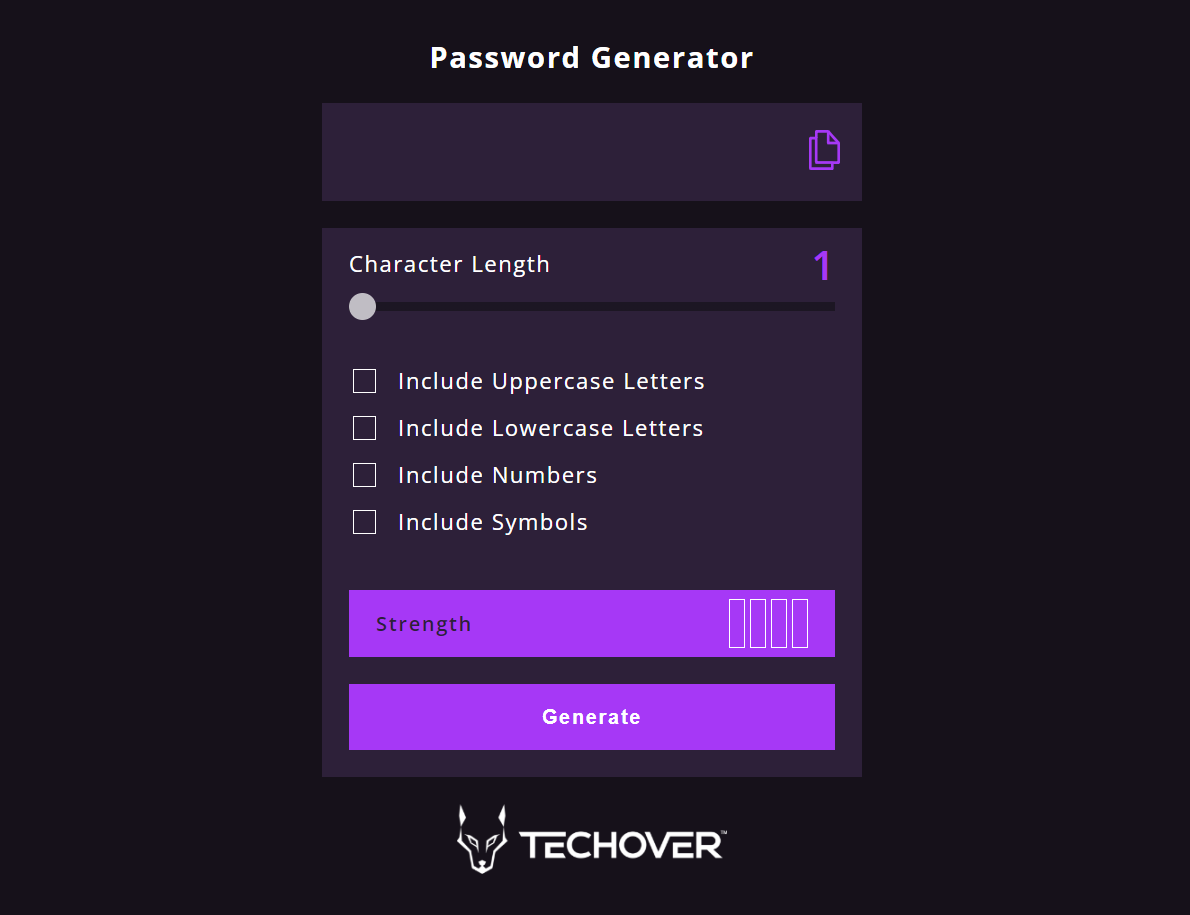 Password Generator
Character Length 1
Include Uppercase Letters
Include Lowercase Letters
Include Numbers
Include Symbols
Strength
Generate
TECHOVER™